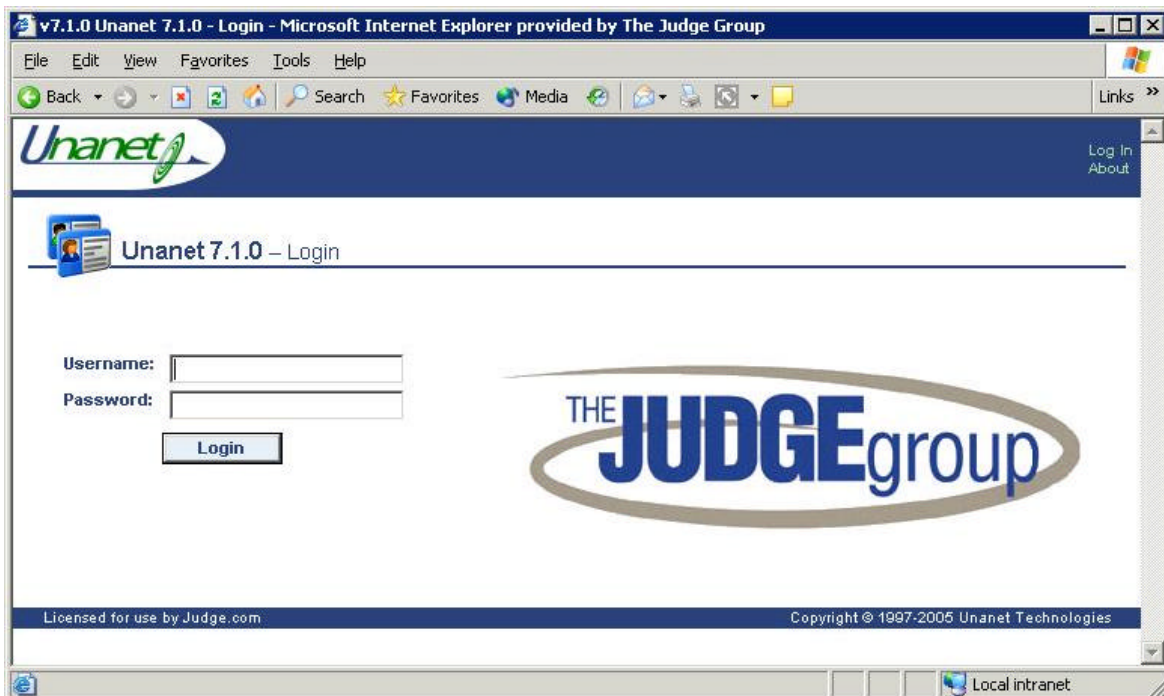 v7.1.0 Unanet 7.1.0 - Login - Microsoft Internet Explorer provided by The Judge Group
File Edit View Favorites Tools Help
Back Search Favorites Media Links »
Unanet
Log In
About
Unanet 7.1.0 – Login
Username:
Password:
Login
THE JUDGEgroup
Licensed for use by Judge.com Copyright © 1997-2005 Unanet Technologies
Local intranet